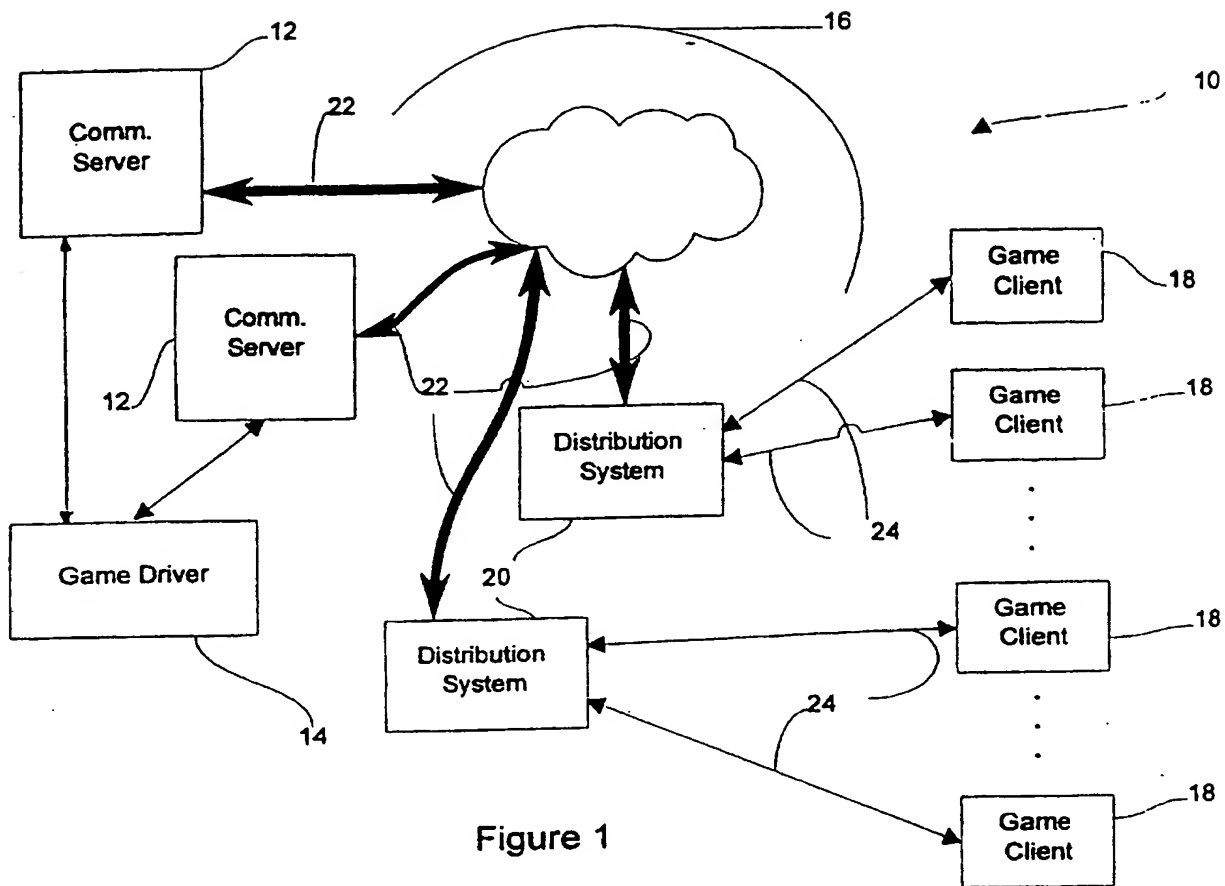 12
16
10
22
Comm.
Server
Game
Client
18
Comm.
Server
12
22
Game
Client
18
Distribution
System
24
Game Driver
20
Game
Client
18
Distribution
System
24
14
Game
Client
18
Figure 1